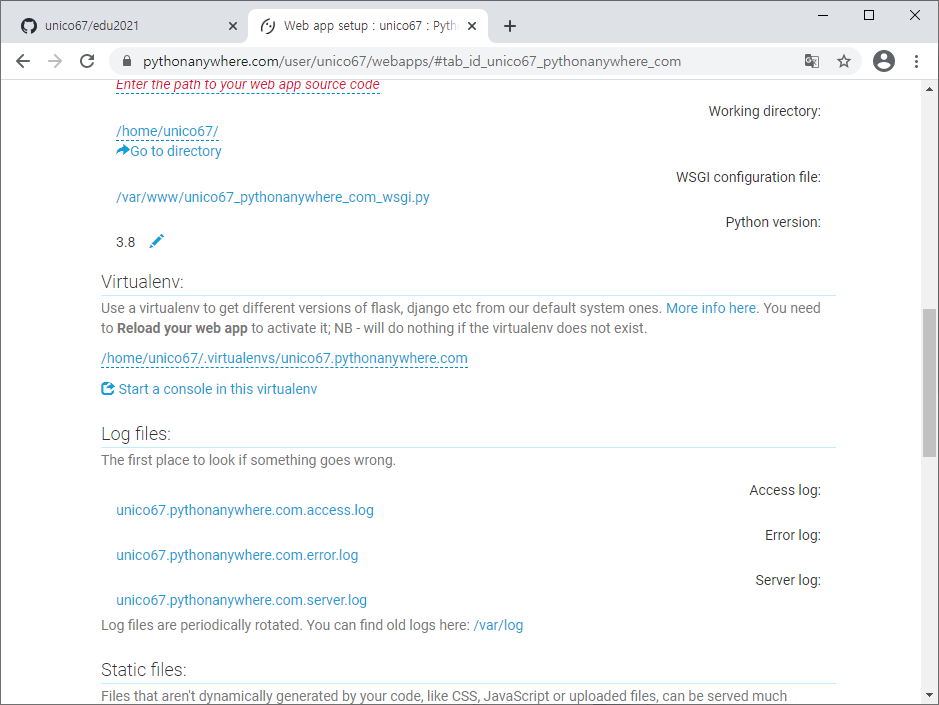 unico67/edu2021
Web app setup : unico67 : Pyth
pythonanywhere.com/user/unico67/webapps/#tab_id_unico67_pythonanywhere_com
Enter the path to your web app source code
Working directory:
/home/unico67/
Go to directory
WSGI configuration file:
/var/www/unico67_pythonanywhere_com_wsgi.py
Python version:
3.8
Virtualenv:
Use a virtualenv to get different versions of flask, django etc from our default system ones. More info here. You need
to Reload your web app to activate it; NB - will do nothing if the virtualenv does not exist.
/home/unico67/.virtualenvs/unico67.pythonanywhere.com
Start a console in this virtualenv
Log files:
The first place to look if something goes wrong.
Access log:
unico67.pythonanywhere.com.access.log
Error log:
unico67.pythonanywhere.com.error.log
Server log:
unico67.pythonanywhere.com.server.log
Log files are periodically rotated. You can find old logs here: /var/log
Static files:
Files that aren't dynamically generated by your code, like CSS, JavaScript or uploaded files, can be served much